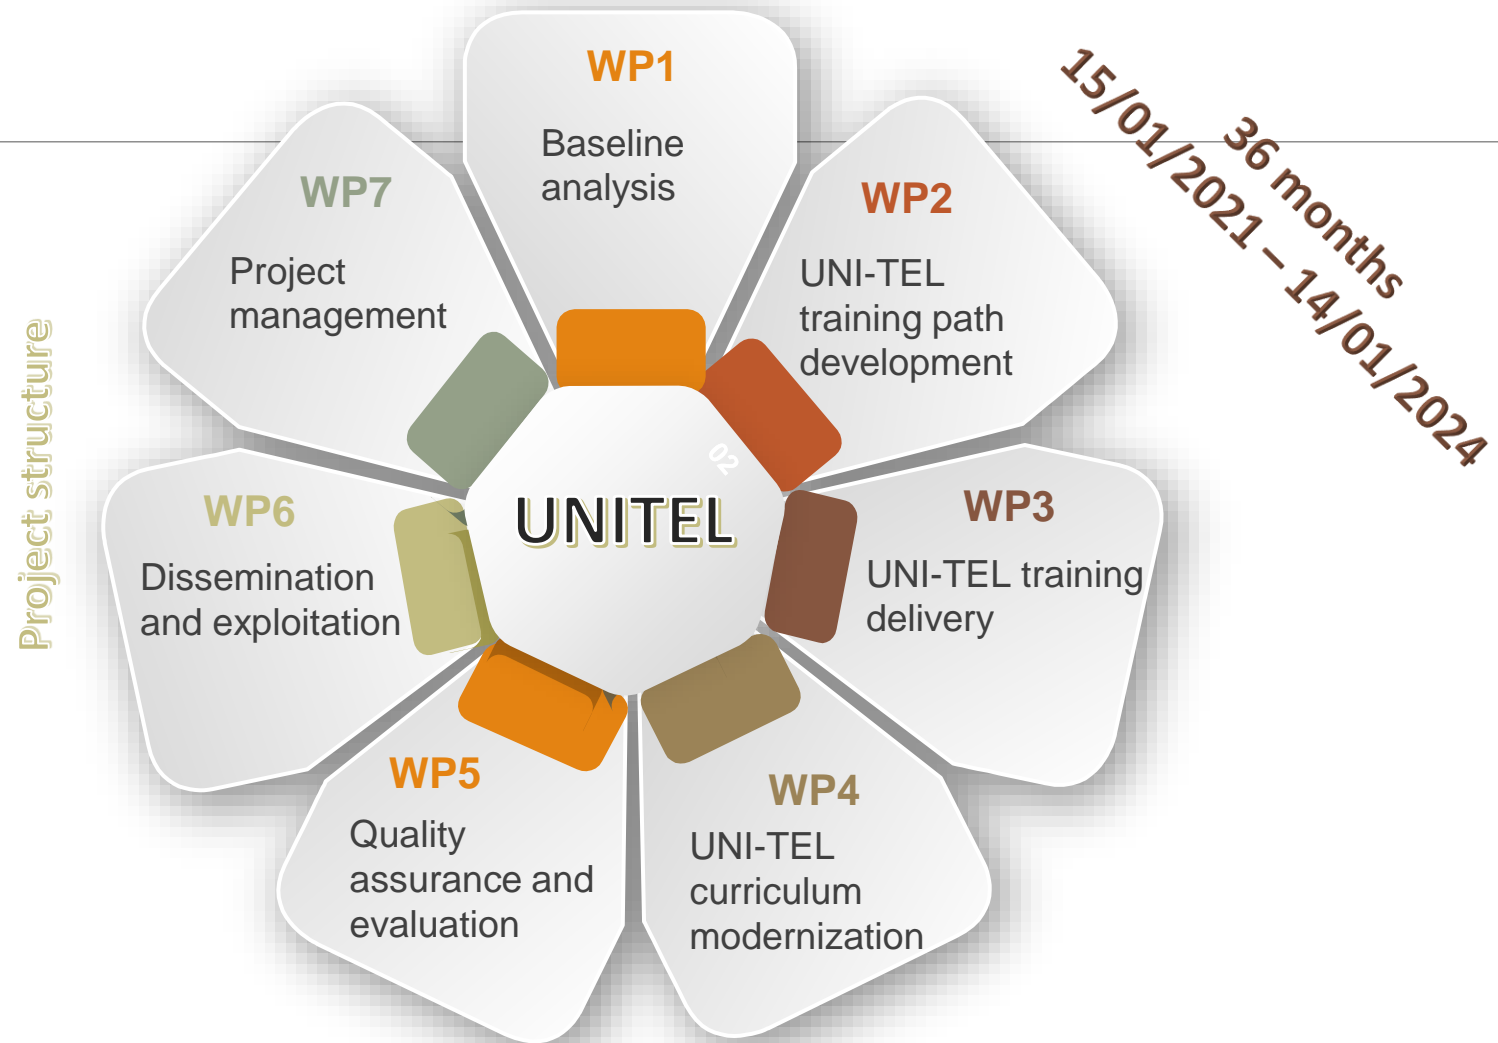 Project structure
36 months
15/01/2021 – 14/01/2024
WP1
Baseline
analysis
WP2
UNI-TEL
training path
development
WP3
UNI-TEL training
delivery
WP4
UNI-TEL
curriculum
modernization
WP5
Quality
assurance and
evaluation
WP6
Dissemination
and exploitation
WP7
Project
management
02
UNITEL